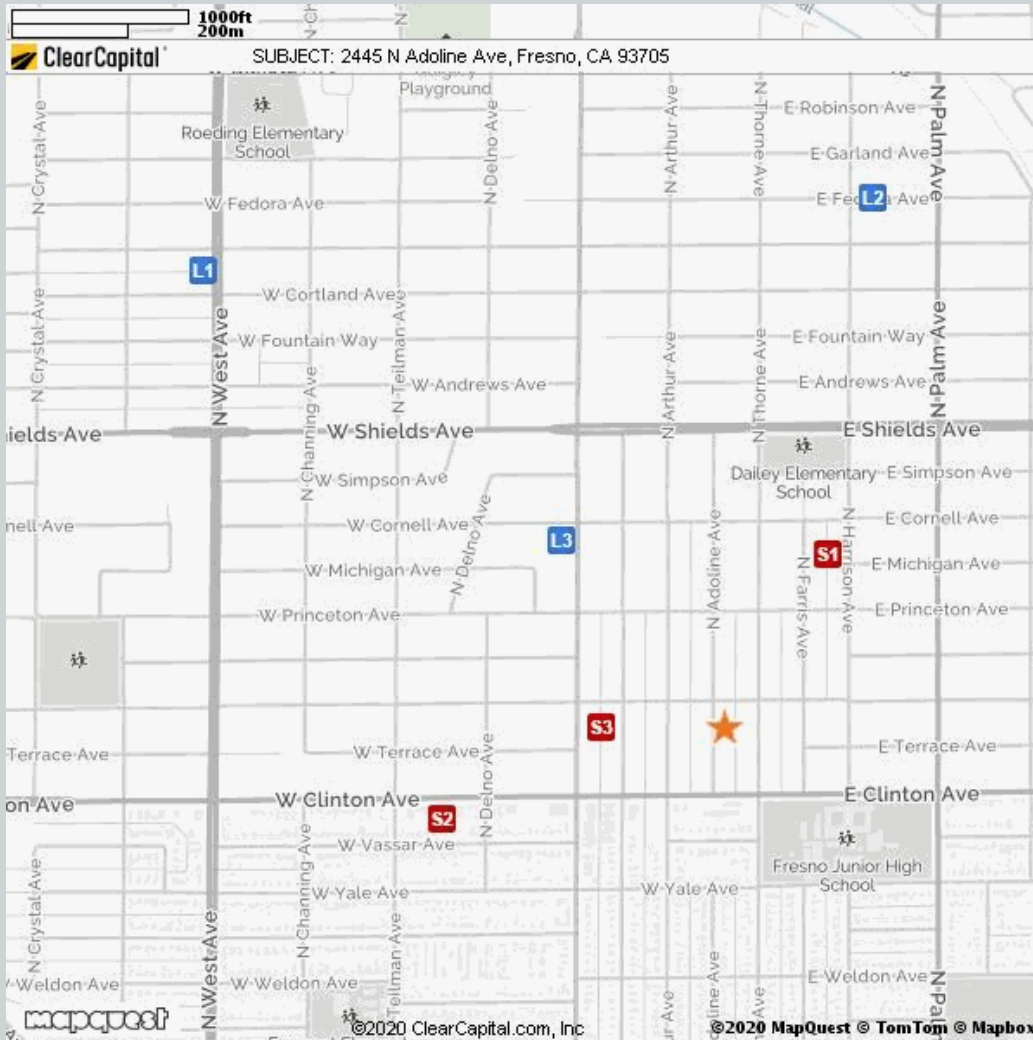 1000ft
200m
ClearCapital
SUBJECT: 2445 N Adoline Ave, Fresno, CA 93705
Playground
Roeding Elementary
School
N Crystal Ave
N Delno Ave
N Arthur Ave
N Thorne Ave
E Robinson Ave
N Palm Ave
E Garland Ave
W Fedora Ave
L2
L1
W Cortland Ave
N Crystal Ave
N West Ave
W Fountain Way
N Teilman Ave
N Arthur Ave
N Thorne Ave
E Fountain Way
N Palm Ave
W Andrews Ave
E Andrews Ave
N Channing Ave
ields Ave
W Shields Ave
E Shields Ave
W Simpson Ave
Dailey Elementary
School
E Simpson Ave
nell Ave
W Cornell Ave
N Delno Ave
L3
N Adoline Ave
N Harrison Ave
E Cornell Ave
S1
W Michigan Ave
N Farris Ave
E Michigan Ave
W Princeton Ave
E Princeton Ave
S3
Terrace Ave
W Terrace Ave
N Delno Ave
E Terrace Ave
on Ave
W Clinton Ave
E Clinton Ave
S2
W Vassar Ave
Fresno Junior High
School
N Crystal Ave
N Channing Ave
W Yale Ave
W Yale Ave
N West Ave
Teilman Ave
W Weldon Ave
W Weldon Ave
E Weldon Ave
oline Ave
ur Ave
Ave
N Pal
mapquest
©2020 ClearCapital.com, Inc
©2020 MapQuest © TomTom © Mapbox